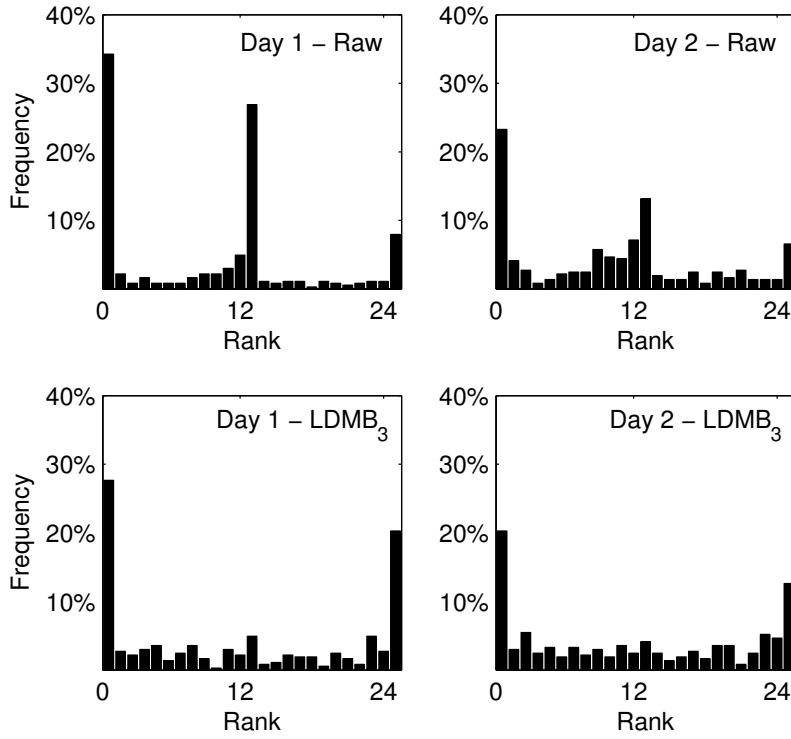 Day 1 – Raw
Frequency
40%
30%
20%
10%
0
12
24
Rank
Day 2 – Raw
40%
30%
20%
10%
0
12
24
Rank
Day 1 – LDMB3
Frequency
40%
30%
20%
10%
0
12
24
Rank
Day 2 – LDMB3
40%
30%
20%
10%
0
12
24
Rank